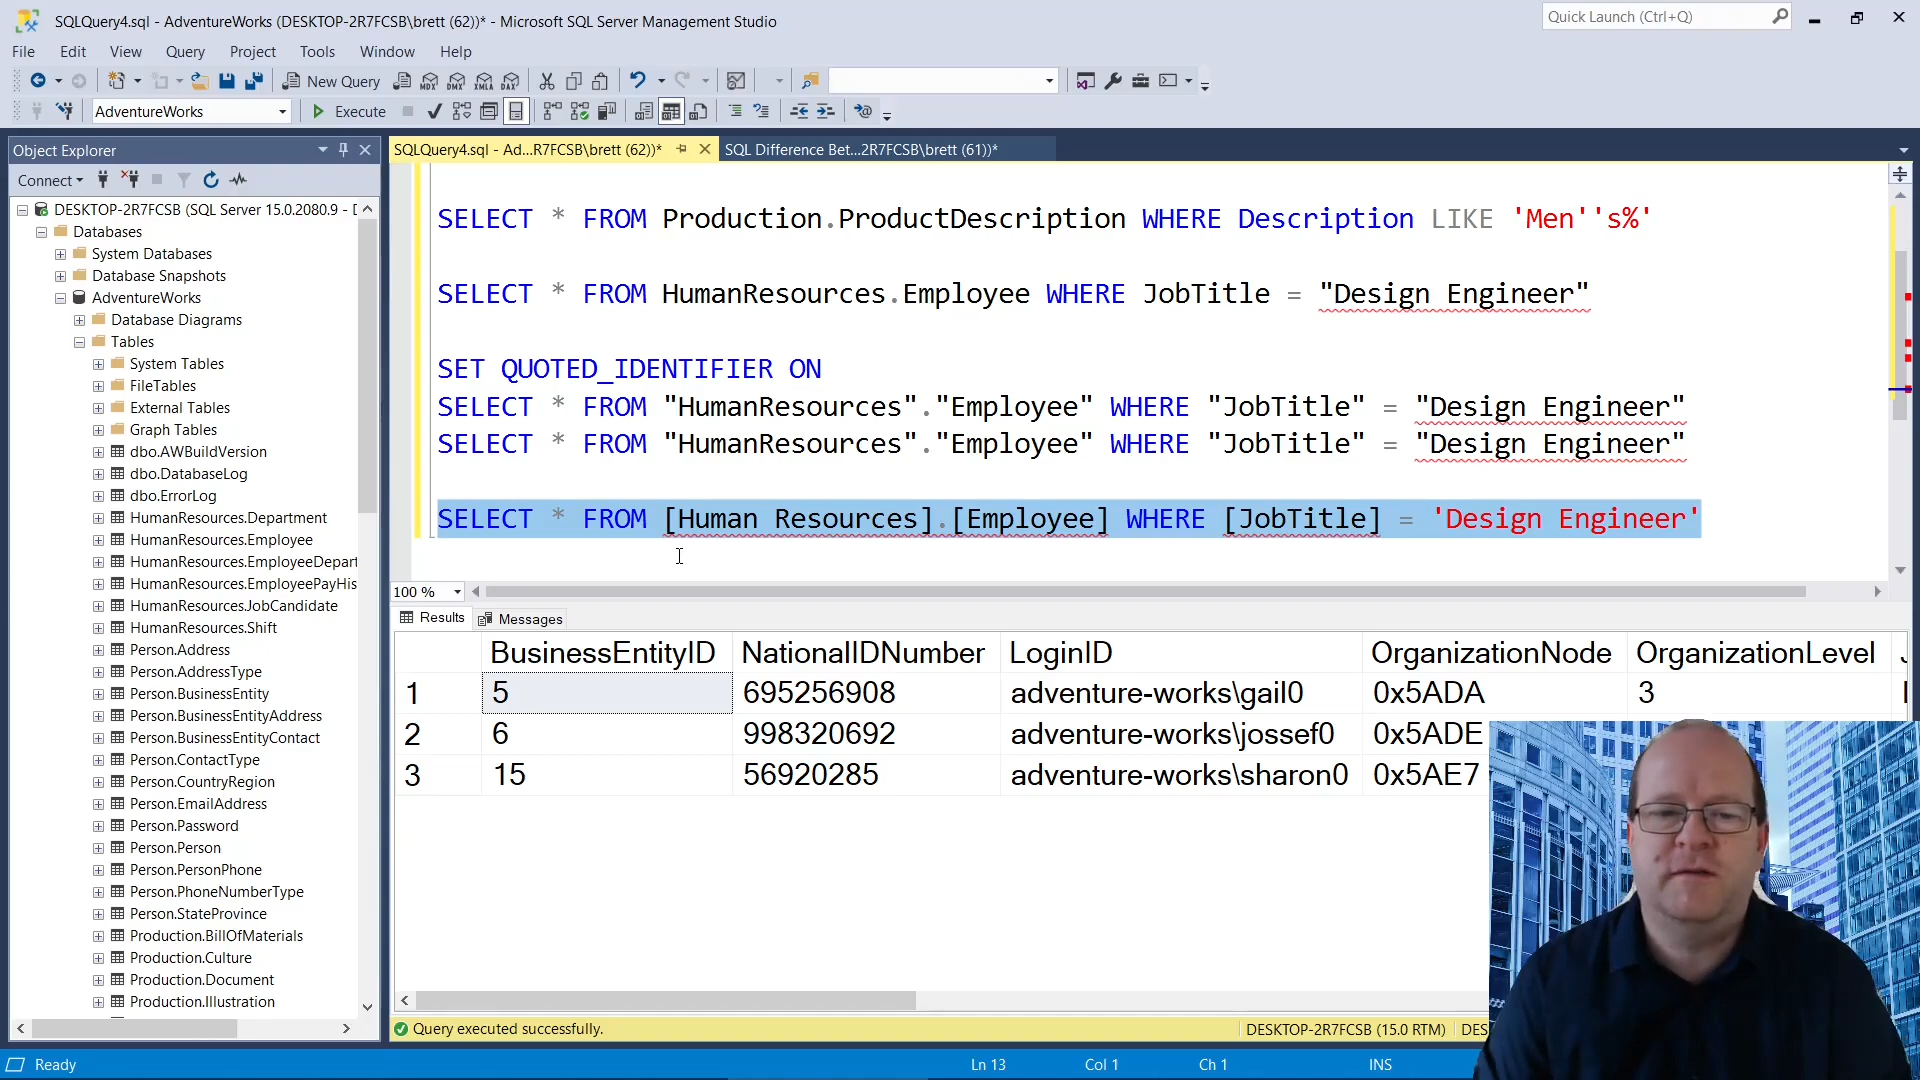 SQLQuery4.sql - AdventureWorks (DESKTOP-2R7FCSB\brett (62))* - Microsoft SQL Server Management Studio
Quick Launch (Ctrl+Q)
File Edit View Query Project Tools Window Help
New Query
AdventureWorks Execute
Object Explorer
SQLQuery4.sql - Ad...R7FCSB\brett (62))* SQL Difference Bet...2R7FCSB\brett (61))*
Connect
DESKTOP-2R7FCSB (SQL Server 15.0.2080.9 - D
Databases
System Databases
Database Snapshots
AdventureWorks
Database Diagrams
Tables
System Tables
FileTables
External Tables
Graph Tables
dbo.AWBuildVersion
dbo.DatabaseLog
dbo.ErrorLog
HumanResources.Department
HumanResources.Employee
HumanResources.EmployeeDepart
HumanResources.EmployeePayHis
HumanResources.JobCandidate
HumanResources.Shift
Person.Address
Person.AddressType
Person.BusinessEntity
Person.BusinessEntityAddress
Person.BusinessEntityContact
Person.ContactType
Person.CountryRegion
Person.EmailAddress
Person.Password
Person.Person
Person.PersonPhone
Person.PhoneNumberType
Person.StateProvince
Production.BillOfMaterials
Production.Culture
Production.Document
Production.Illustration
SELECT * FROM Production.ProductDescription WHERE Description LIKE 'Men''s%'
SELECT * FROM HumanResources.Employee WHERE JobTitle = "Design Engineer"
SET QUOTED_IDENTIFIER ON
SELECT * FROM "HumanResources"."Employee" WHERE "JobTitle" = "Design Engineer"
SELECT * FROM "HumanResources"."Employee" WHERE "JobTitle" = "Design Engineer"
SELECT * FROM [Human Resources].[Employee] WHERE [JobTitle] = 'Design Engineer'
100 %
Results Messages
BusinessEntityID NationalIDNumber LoginID OrganizationNode OrganizationLevel
1 5 695256908 adventure-works\gail0 0x5ADA 3
2 6 998320692 adventure-works\jossef0 0x5ADE
3 15 56920285 adventure-works\sharon0 0x5AE7
Query executed successfully. DESKTOP-2R7FCSB (15.0 RTM) DES
Ready Ln 13 Col 1 Ch 1 INS